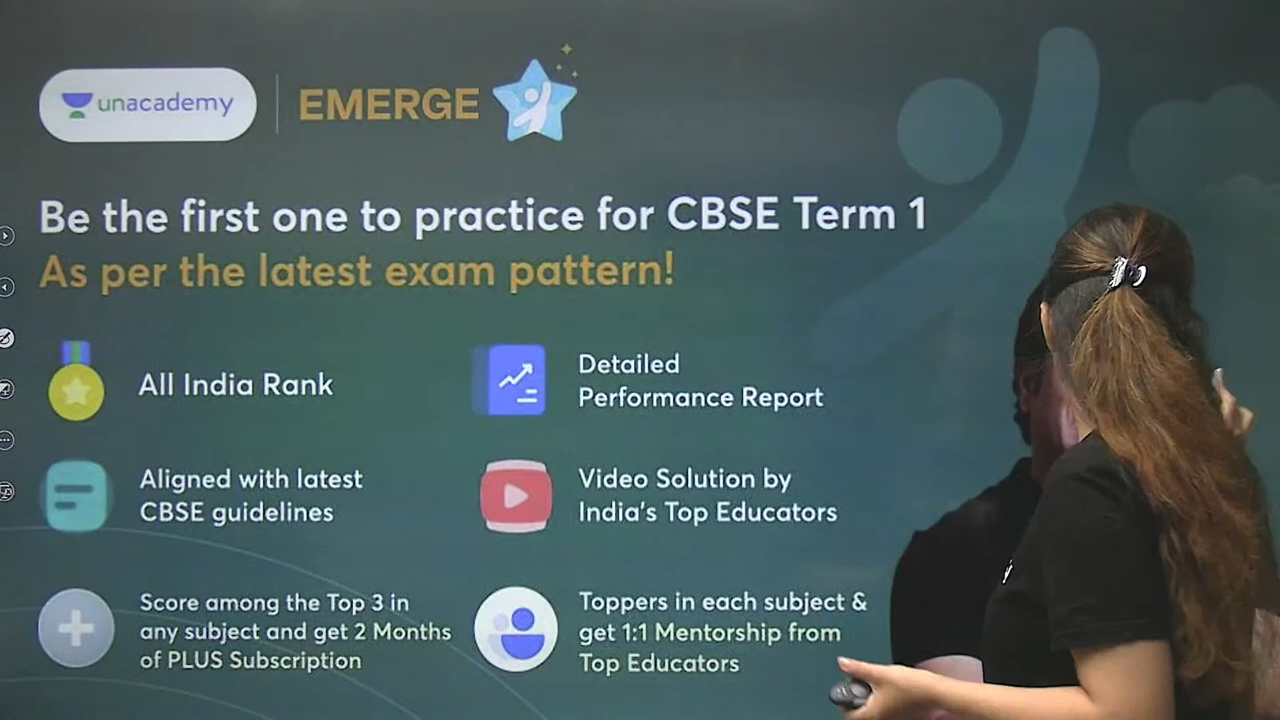 unacademy
EMERGE
Be the first one to practice for CBSE Term 1
As per the latest exam pattern!
All India Rank
Detailed
Performance Report
Aligned with latest
CBSE guidelines
Video Solution by
India's Top Educators
Score among the Top 3 in
any subject and get 2 Months
of PLUS Subscription
Toppers in each subject &
get 1:1 Mentorship from
Top Educators